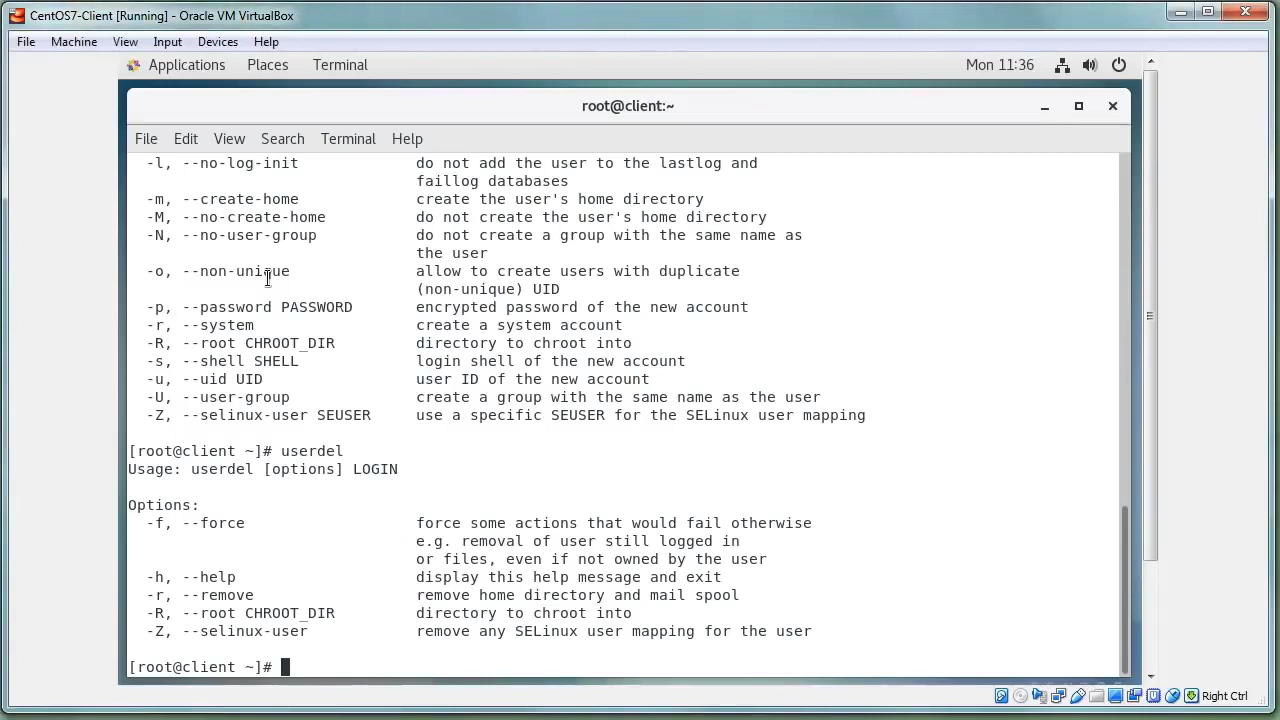 CentOS7-Client [Running] - Oracle VM VirtualBox
File Machine View Input Devices Help
Applications Places Terminal Mon 11:36
root@client:~
File Edit View Search Terminal Help
-l, --no-log-init do not add the user to the lastlog and
faillog databases
-m, --create-home create the user's home directory
-M, --no-create-home do not create the user's home directory
-N, --no-user-group do not create a group with the same name as
the user
-o, --non-unique allow to create users with duplicate
(non-unique) UID
-p, --password PASSWORD encrypted password of the new account
-r, --system create a system account
-R, --root CHROOT_DIR directory to chroot into
-s, --shell SHELL login shell of the new account
-u, --uid UID user ID of the new account
-U, --user-group create a group with the same name as the user
-Z, --selinux-user SEUSER use a specific SEUSER for the SELinux user mapping
[root@client ~]# userdel
Usage: userdel [options] LOGIN
Options:
-f, --force force some actions that would fail otherwise
e.g. removal of user still logged in
or files, even if not owned by the user
-h, --help display this help message and exit
-r, --remove remove home directory and mail spool
-R, --root CHROOT_DIR directory to chroot into
-Z, --selinux-user remove any SELinux user mapping for the user
[root@client ~]#
Right Ctrl